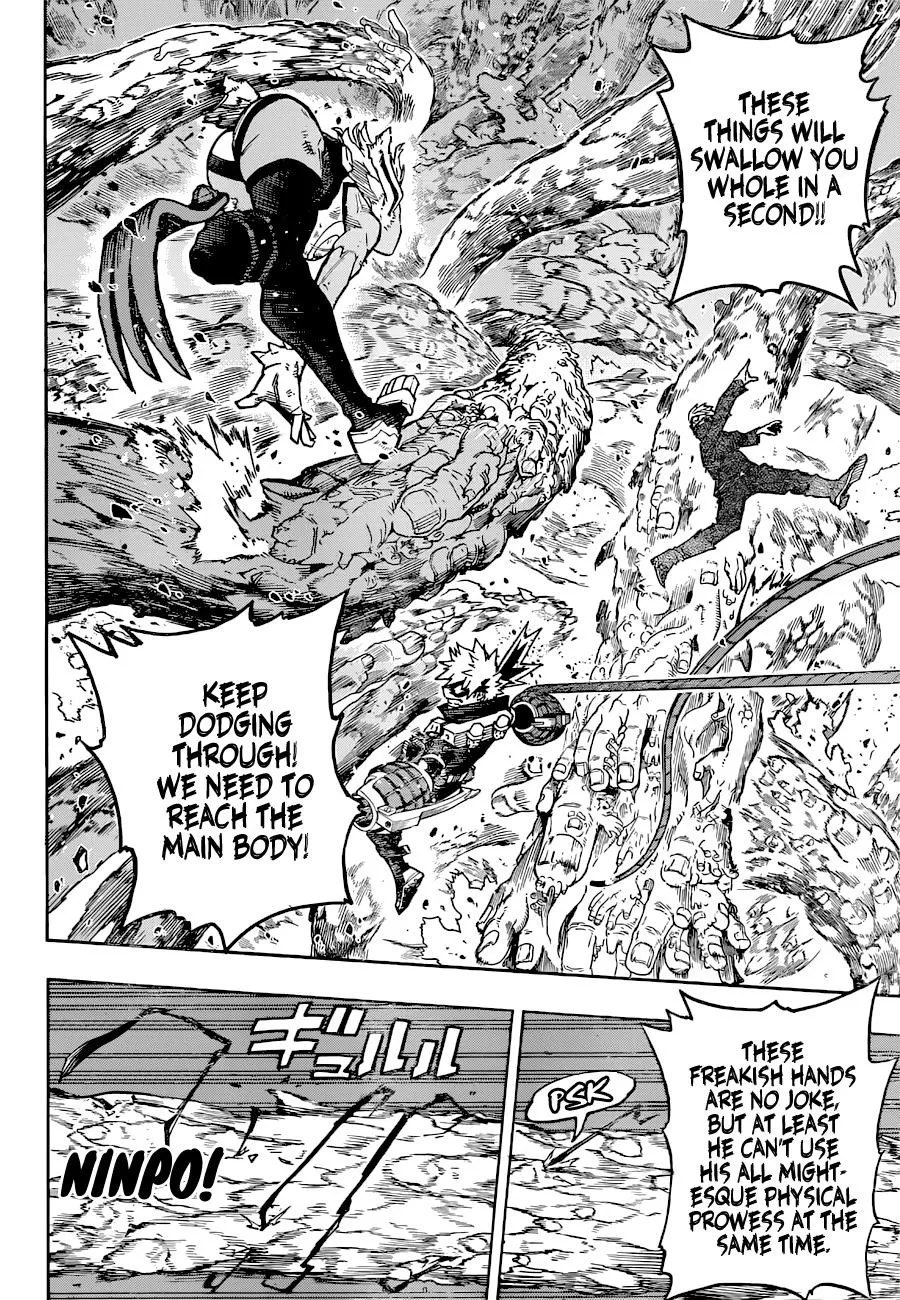 THESE
THINGS WILL
SWALLOW YOU
WHOLE IN A
SECOND!!
KEEP
DODGING
THROUGH!
WE NEED TO
REACH THE
MAIN BODY!
THESE
FREAKISH HANDS
ARE NO JOKE,
BUT AT LEAST
HE CAN'T USE
HIS ALL MIGHT-
ESQUE PHYSICAL
PROWESS AT THE
SAME TIME.
PSK
ギュルル
NINPO!